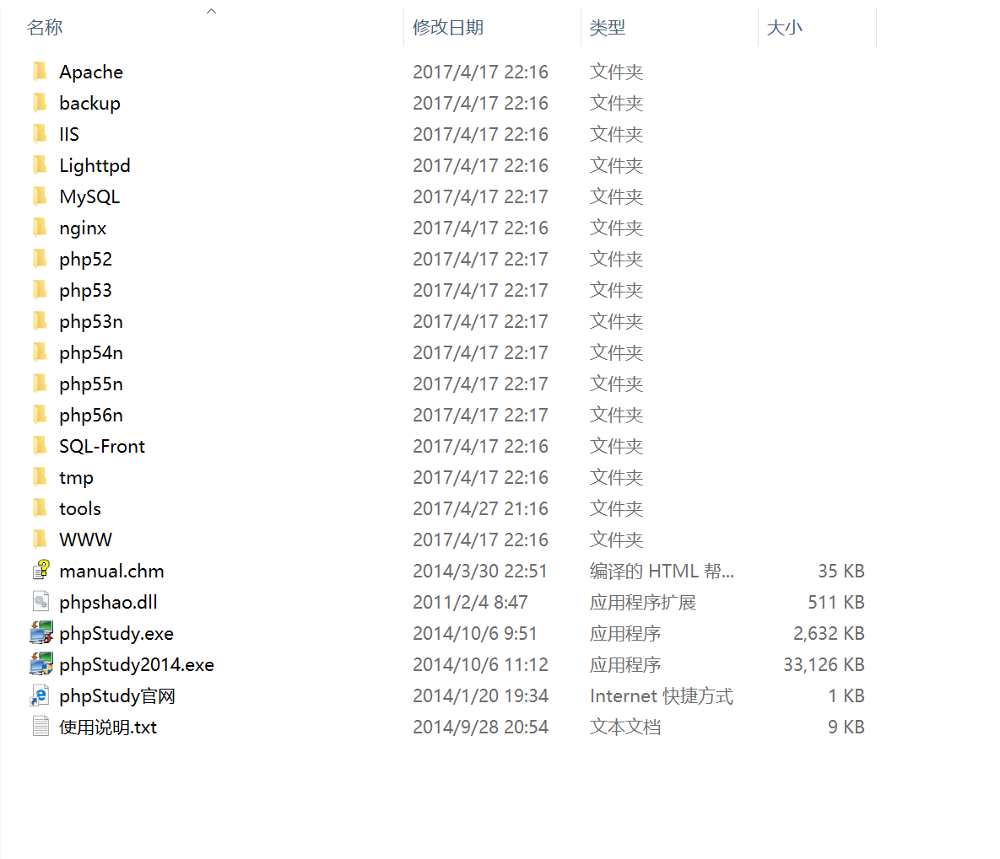 名称 修改日期 类型 大小
Apache 2017/4/17 22:16 文件夹
backup 2017/4/17 22:16 文件夹
IIS 2017/4/17 22:16 文件夹
Lighttpd 2017/4/17 22:16 文件夹
MySQL 2017/4/17 22:17 文件夹
nginx 2017/4/17 22:16 文件夹
php52 2017/4/17 22:17 文件夹
php53 2017/4/17 22:17 文件夹
php53n 2017/4/17 22:17 文件夹
php54n 2017/4/17 22:17 文件夹
php55n 2017/4/17 22:17 文件夹
php56n 2017/4/17 22:17 文件夹
SQL-Front 2017/4/17 22:16 文件夹
tmp 2017/4/17 22:16 文件夹
tools 2017/4/27 21:16 文件夹
WWW 2017/4/17 22:16 文件夹
manual.chm 2014/3/30 22:51 编译的 HTML 帮... 35 KB
phpshao.dll 2011/2/4 8:47 应用程序扩展 511 KB
phpStudy.exe 2014/10/6 9:51 应用程序 2,632 KB
phpStudy2014.exe 2014/10/6 11:12 应用程序 33,126 KB
phpStudy官网 2014/1/20 19:34 Internet 快捷方式 1 KB
使用说明.txt 2014/9/28 20:54 文本文档 9 KB